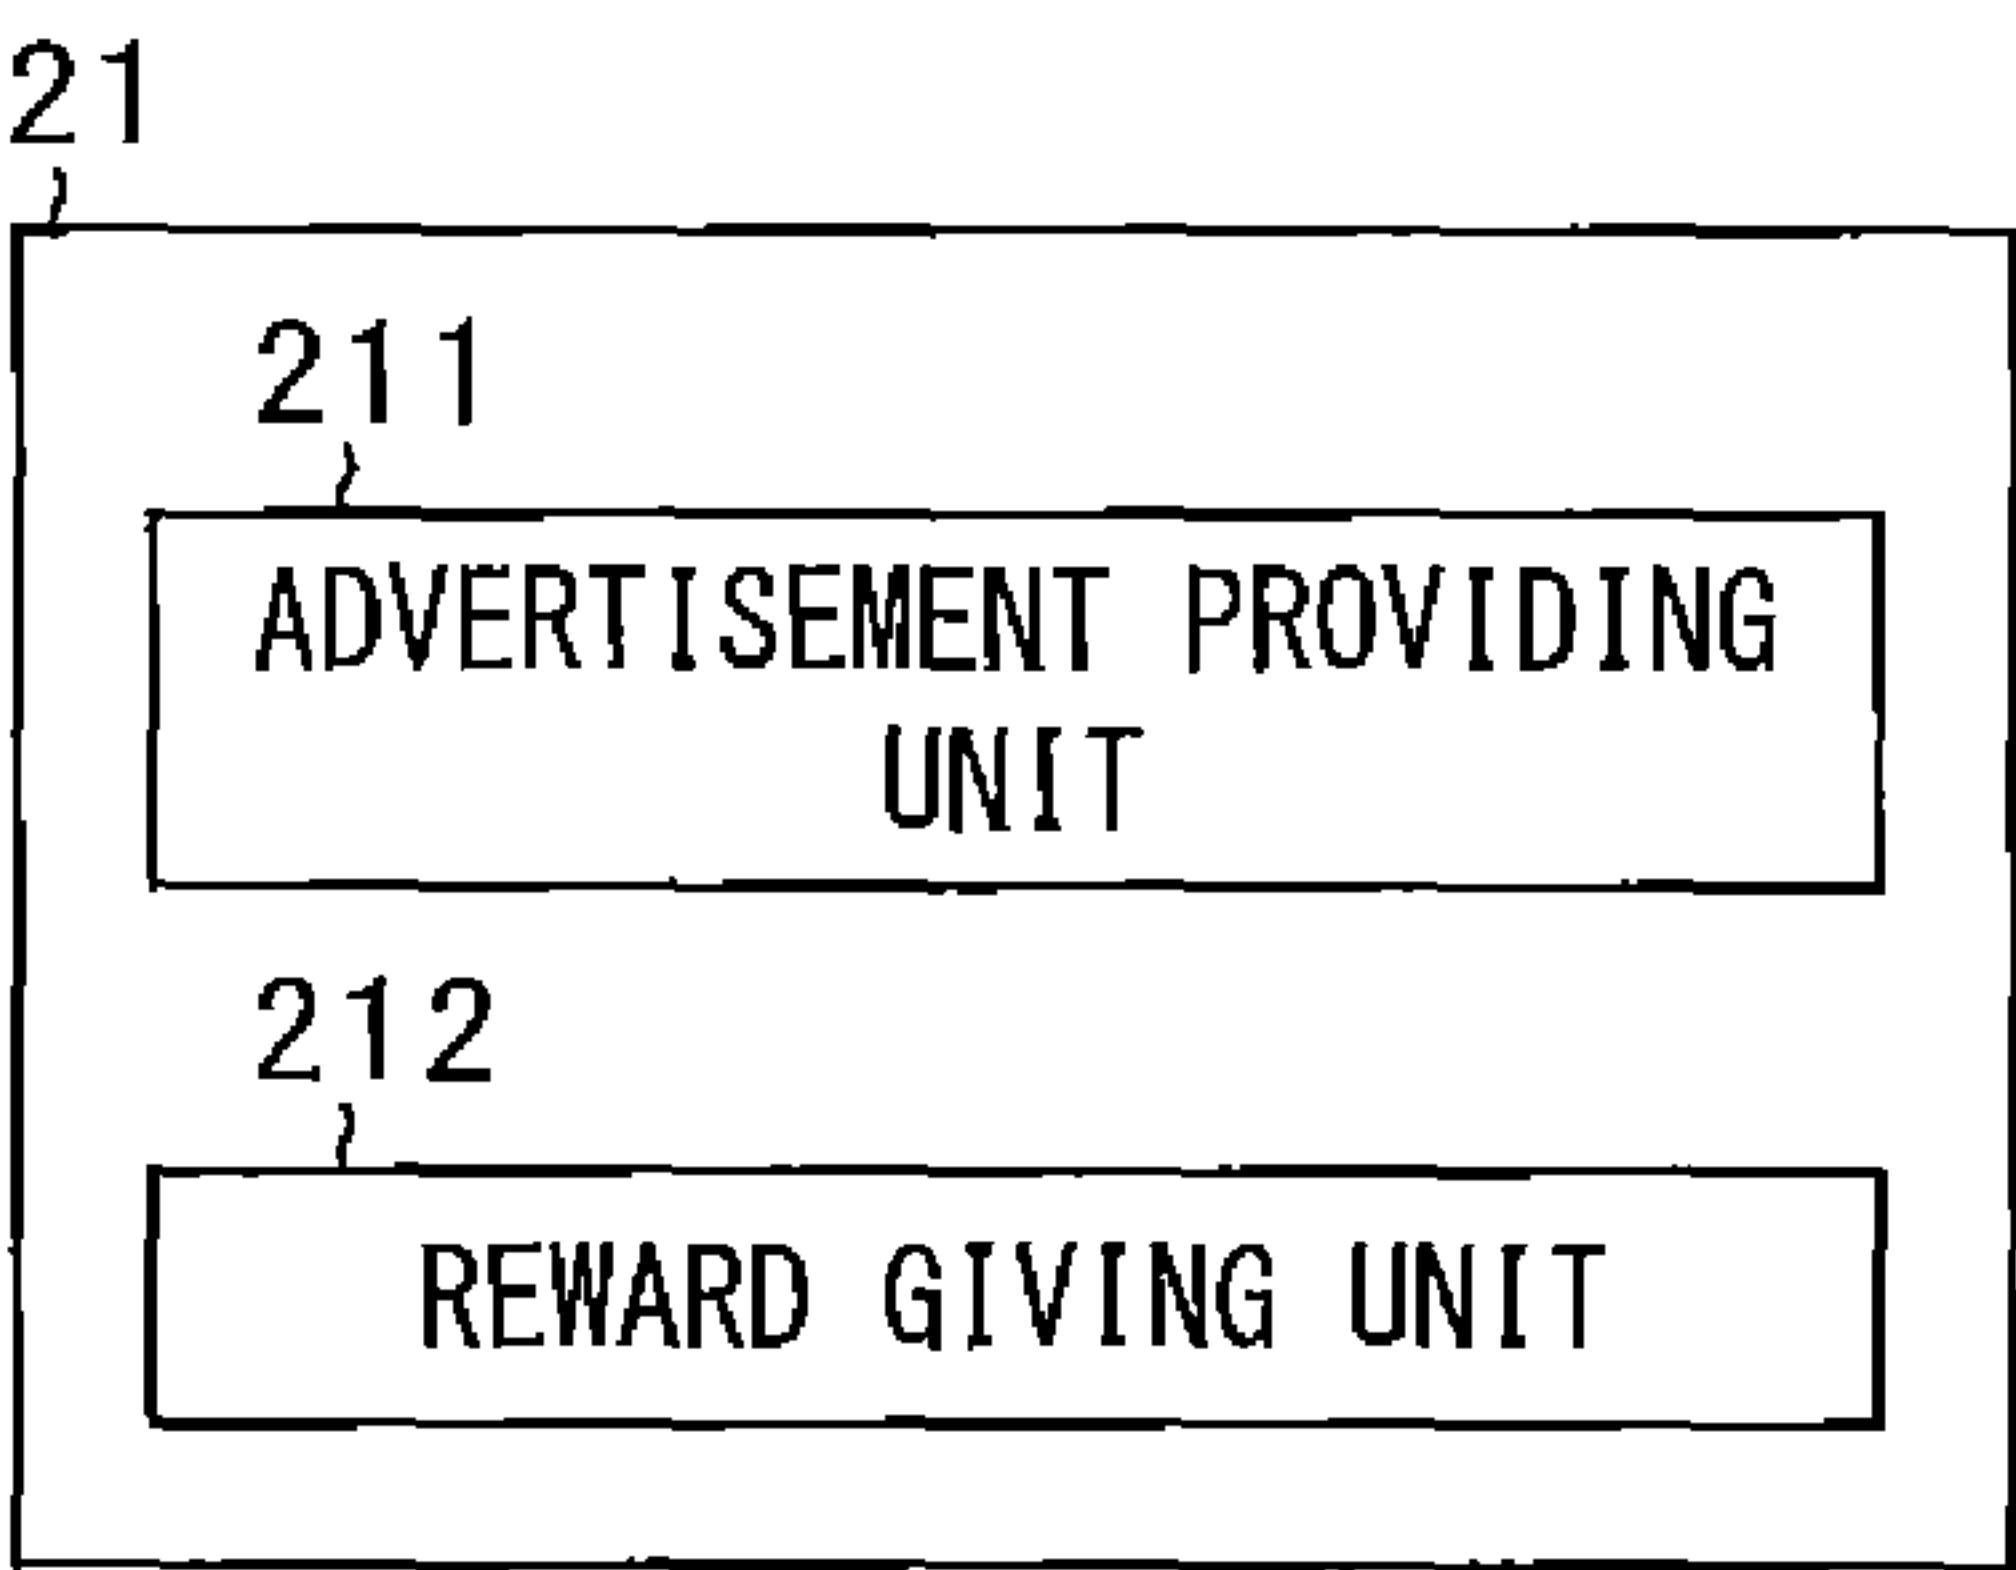 21
211
ADVERTISEMENT PROVIDING
UNIT
212
REWARD GIVING UNIT